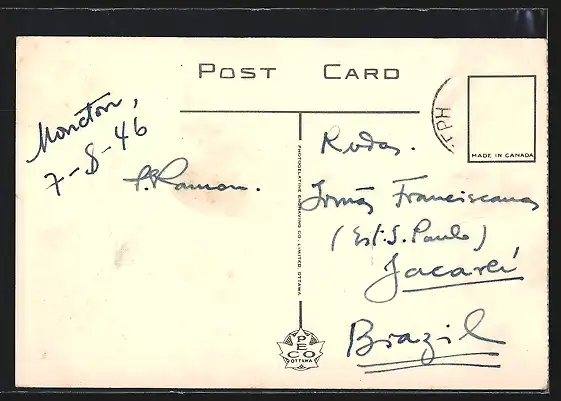 POST CARD
Moncton,
7-8-46
P. Ramon.
PHOTOGELATINE ENGRAVING CO. LIMITED. OTTAWA
PECO
OTTAWA
MADE IN CANADA
Rvdas.
Irmãs Franciscanas
(Est. S. Paulo)
Jacareí
Brazil